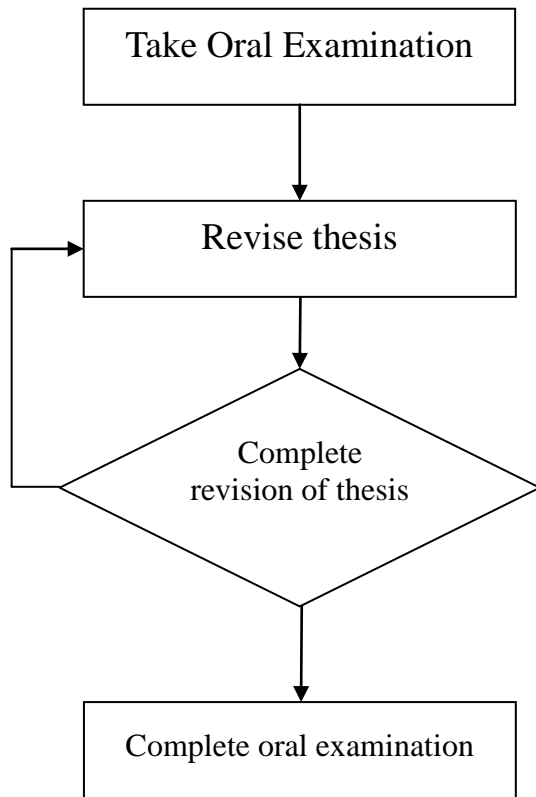 Take Oral Examination
Revise thesis
Complete
revision of thesis
Complete oral examination